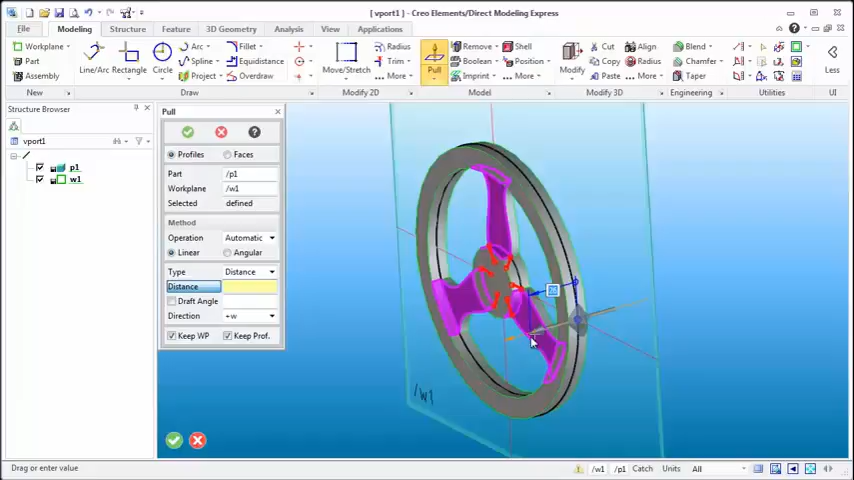 [ vport1 ] - Creo Elements/Direct Modeling Express
File Modeling Structure Feature 3D Geometry Analysis View Applications
Workplane Arc Fillet Radius Remove Shell Cut Align Blend
Part Line/Arc Rectangle Circle Spline Equidistance Move/Stretch Trim Pull Boolean Position Modify Copy Radius Chamfer Less
Assembly Project Overdraw More... Imprint More... Paste More... Taper
New Draw Modify 2D Model Modify 3D Engineering Utilities UI
Structure Browser
vport1
p1
w1
Pull
Profiles Faces
Part /p1
Workplane /w1
Selected defined
Method
Operation Automatic
Linear Angular
Type Distance
Distance
Draft Angle
Direction +w
Keep WP Keep Prof.
26
/w1
Drag or enter value
/w1 /p1 Catch Units All